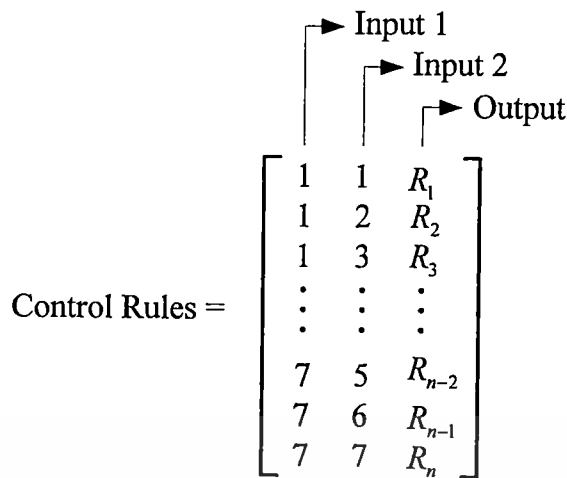 Input 1
Input 2
Output
1 1 R₁
1 2 R₂
1 3 R₃
Control Rules =
⋮ ⋮ ⋮
7 5 Rₙ₋₂
7 6 Rₙ₋₁
7 7 Rₙ